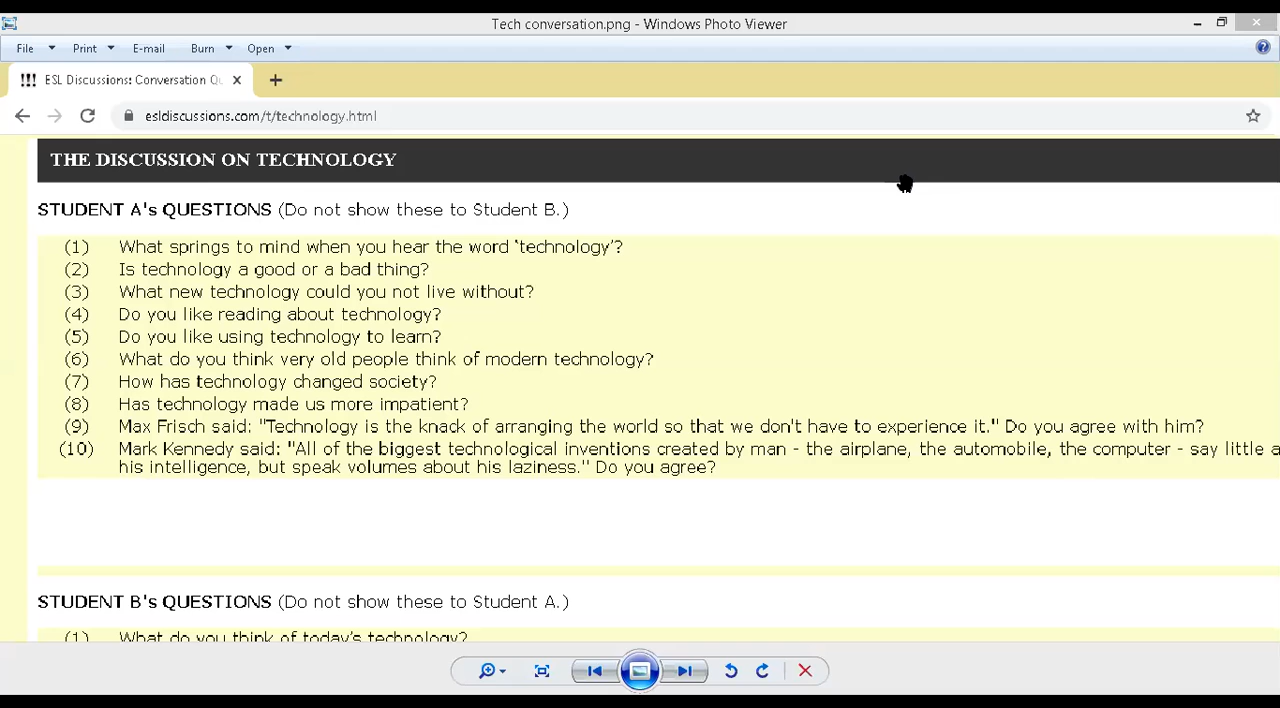 Tech conversation.png - Windows Photo Viewer
File Print E-mail Burn Open
!!! ESL Discussions: Conversation Qu
esldiscussions.com/t/technology.html
THE DISCUSSION ON TECHNOLOGY
STUDENT A's QUESTIONS (Do not show these to Student B.)
(1) What springs to mind when you hear the word ‘technology’?
(2) Is technology a good or a bad thing?
(3) What new technology could you not live without?
(4) Do you like reading about technology?
(5) Do you like using technology to learn?
(6) What do you think very old people think of modern technology?
(7) How has technology changed society?
(8) Has technology made us more impatient?
(9) Max Frisch said: "Technology is the knack of arranging the world so that we don't have to experience it." Do you agree with him?
(10) Mark Kennedy said: "All of the biggest technological inventions created by man - the airplane, the automobile, the computer - say little a
his intelligence, but speak volumes about his laziness." Do you agree?
STUDENT B's QUESTIONS (Do not show these to Student A.)
(1) What do you think of today's technology?